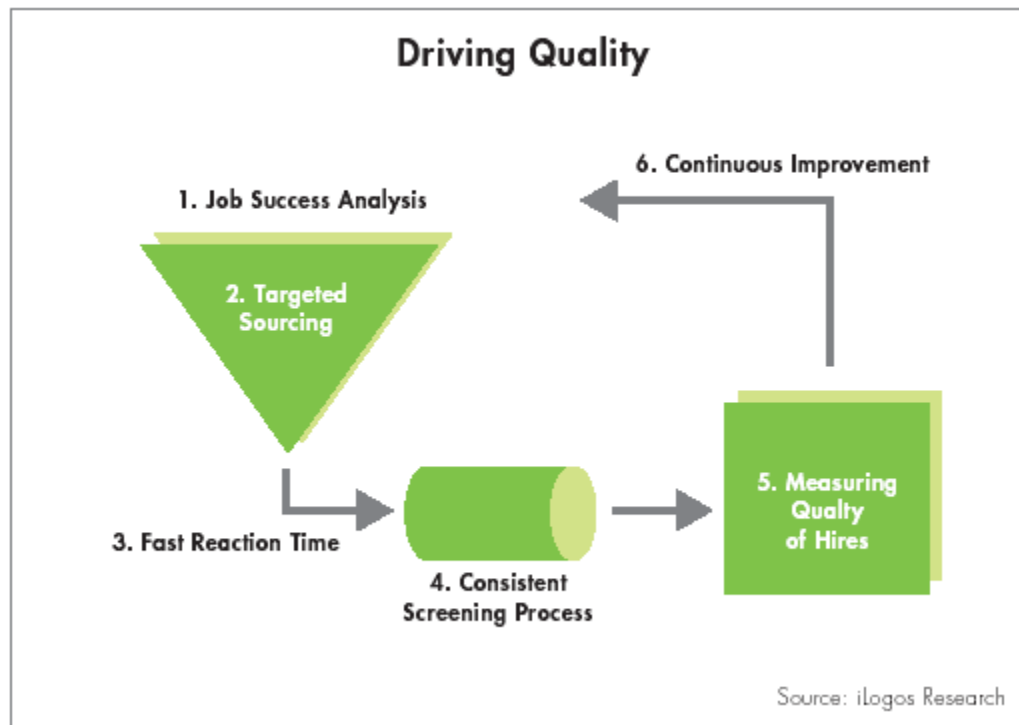 Driving Quality
6. Continuous Improvement
1. Job Success Analysis
2. Targeted
Sourcing
3. Fast Reaction Time
4. Consistent
Screening Process
5. Measuring
Qualty
of Hires
Source: iLogos Research